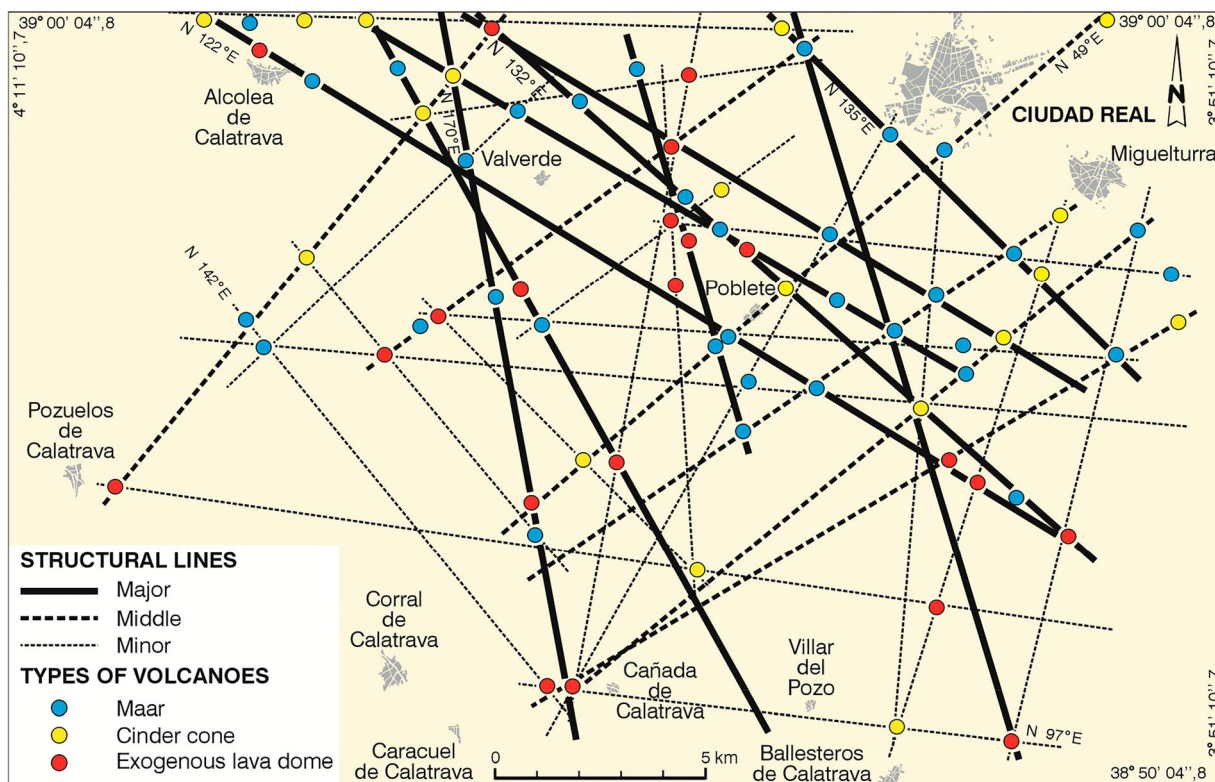 39° 00' 04'',8
39° 00' 04'',8
4° 11' 10'',7
3° 51' 10'',7
N 122°E
N 132°E
N 170°E
N 135°E
N 49°E
N
CIUDAD REAL
Alcolea
de
Calatrava
Valverde
Miguelturra
N 142°E
Poblete
Pozuelos
de
Calatrava
STRUCTURAL LINES
Major
Middle
Minor
TYPES OF VOLCANOES
Maar
Cinder cone
Exogenous lava dome
Corral
de
Calatrava
Caracuel
de Calatrava
Cañada
de
Calatrava
Villar
del
Pozo
Ballesteros
de Calatrava
0
5 km
N 97°E
3° 51' 10'',7
38° 50' 04'',8